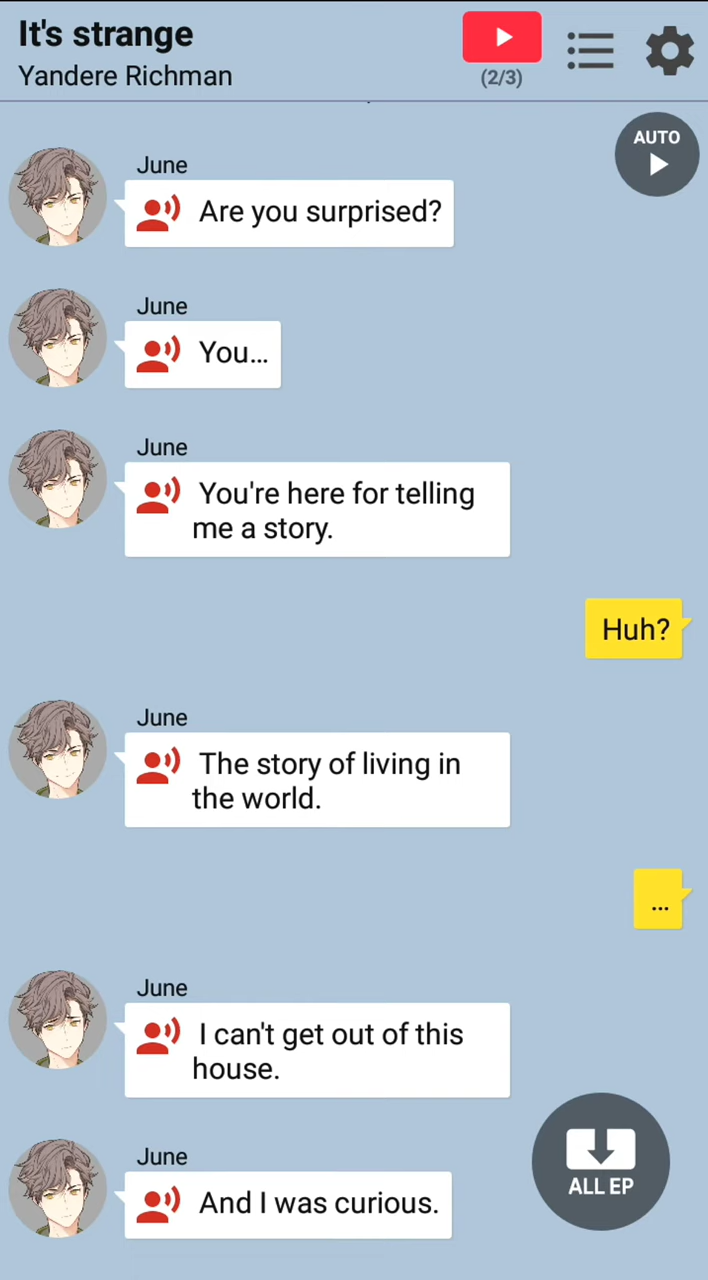 It's strange
Yandere Richman
(2/3)
AUTO
June
Are you surprised?
June
You...
June
You're here for telling
me a story.
Huh?
June
The story of living in
the world.
...
June
I can't get out of this
house.
June
And I was curious.
ALL EP